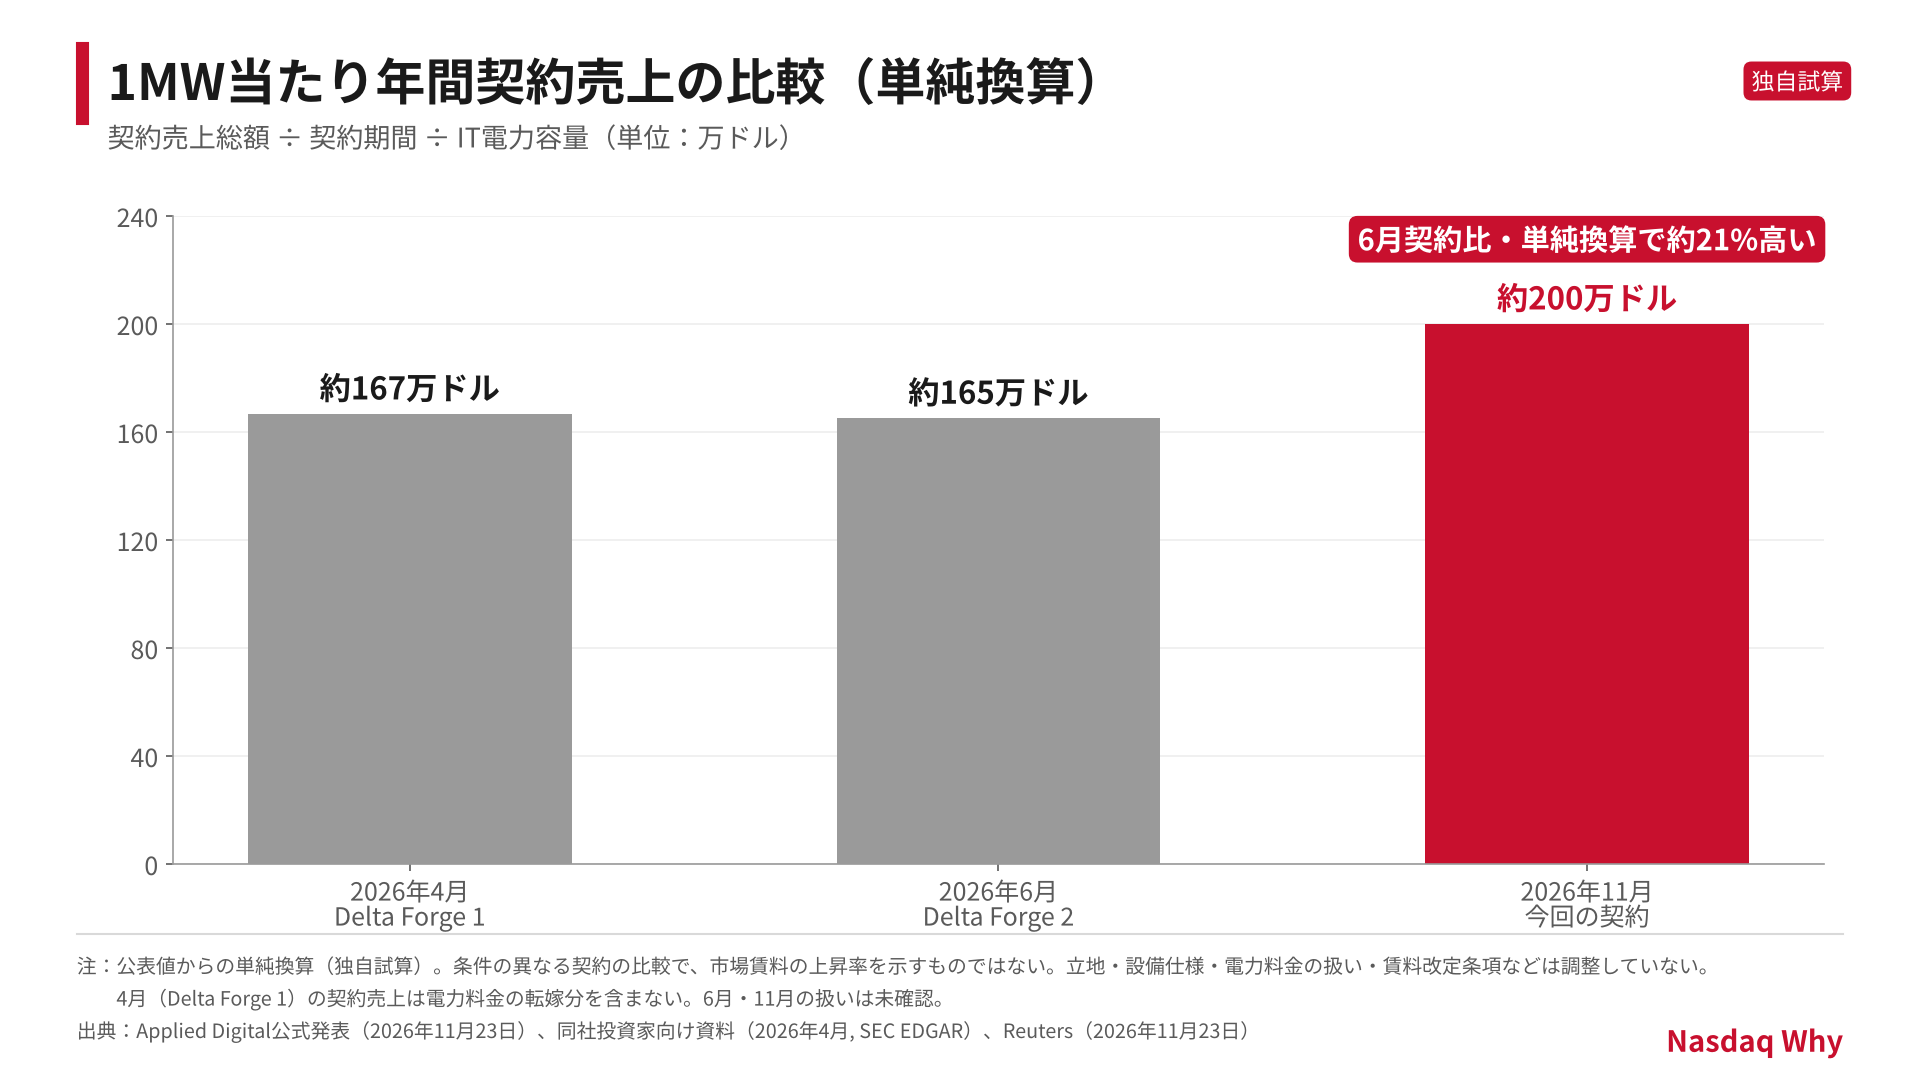 1MW当たり年間契約売上の比較（単純換算）
独自試算
契約売上総額 ÷ 契約期間 ÷ IT電力容量（単位：万ドル）
240
200
160
120
80
40
0
6月契約比・単純換算で約21%高い
約167万ドル
約165万ドル
約200万ドル
2026年4月
Delta Forge 1
2026年6月
Delta Forge 2
2026年11月
今回の契約
注：公表値からの単純換算（独自試算）。条件の異なる契約の比較で、市場賃料の上昇率を示すものではない。立地・設備仕様・電力料金の扱い・賃料改定条項などは調整していない。
4月（Delta Forge 1）の契約売上は電力料金の転嫁分を含まない。6月・11月の扱いは未確認。
出典：Applied Digital公式発表（2026年11月23日）、同社投資家向け資料（2026年4月, SEC EDGAR）、Reuters（2026年11月23日）
Nasdaq Why